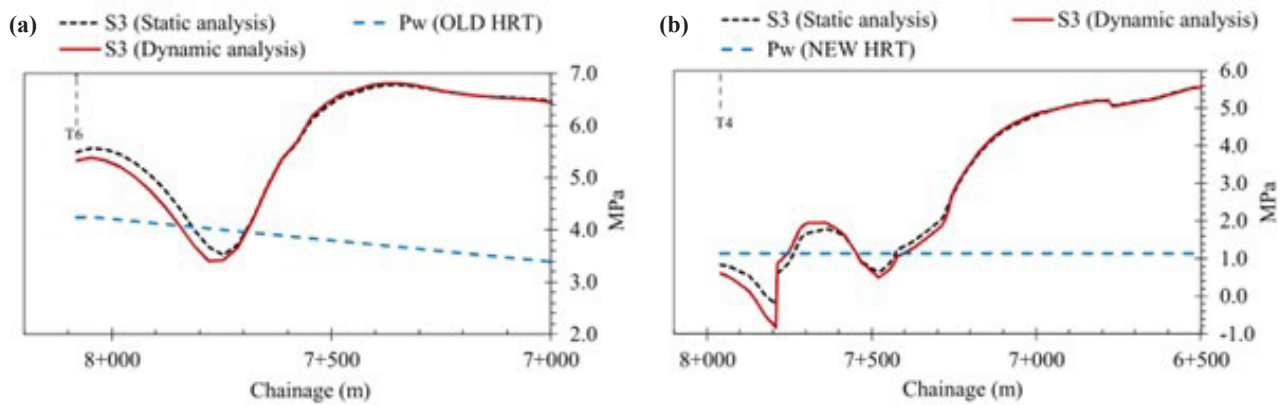 (a)
S3 (Static analysis)
Pw (OLD HRT)
S3 (Dynamic analysis)
7.0
6.0
5.0
4.0
3.0
2.0
MPa
T6
8+000
7+500
7+000
Chainage (m)
(b)
S3 (Static analysis)
S3 (Dynamic analysis)
Pw (NEW HRT)
6.0
5.0
4.0
3.0
2.0
1.0
0.0
-1.0
MPa
T4
8+000
7+500
7+000
6+500
Chainage (m)